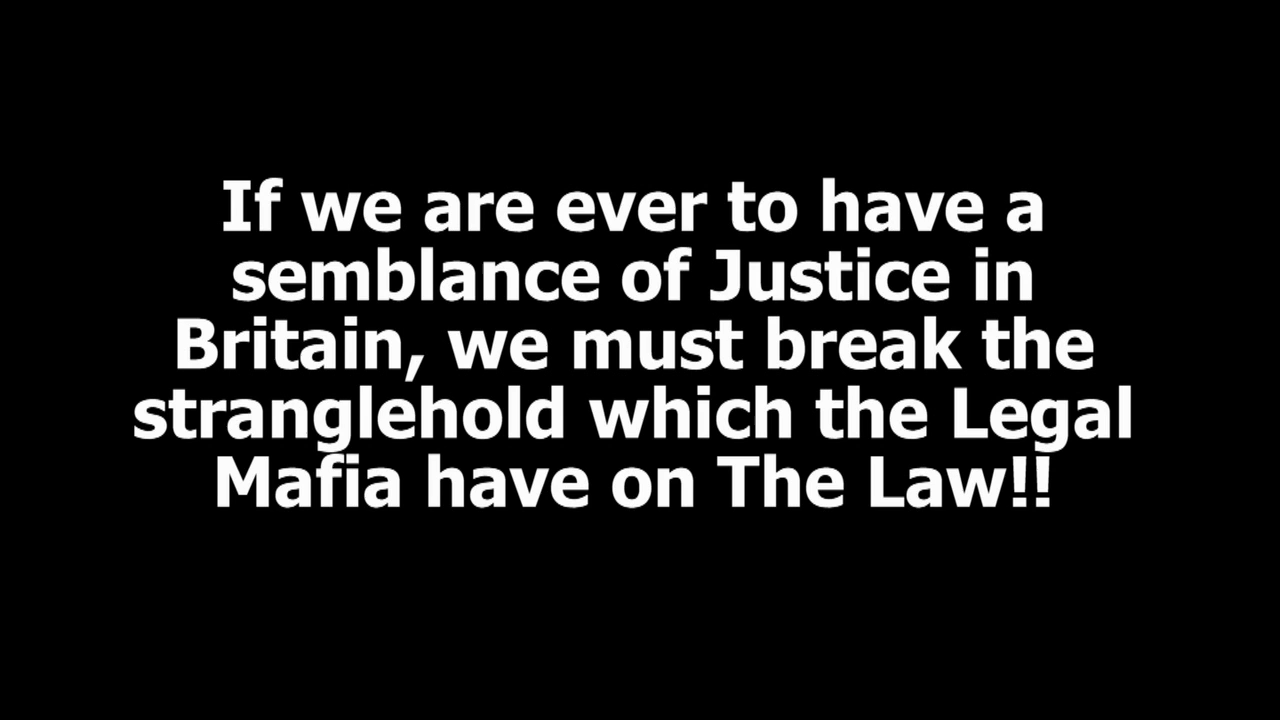 If we are ever to have a
semblance of Justice in
Britain, we must break the
stranglehold which the Legal
Mafia have on The Law!!